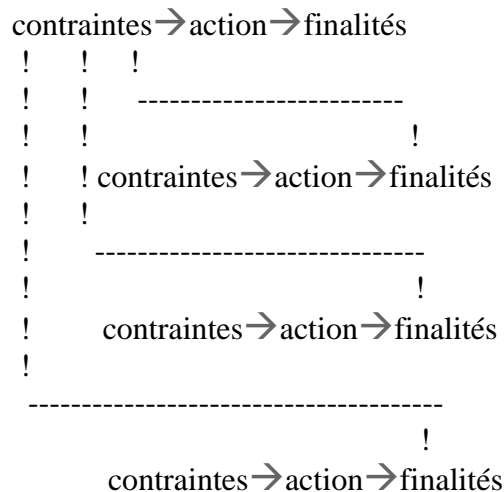 contraintes→action→finalités
! ! !
! ! -------------------------
! ! !
! ! contraintes→action→finalités
! !
! -------------------------------
! !
! contraintes→action→finalités
!
---------------------------------------
!
contraintes→action→finalités